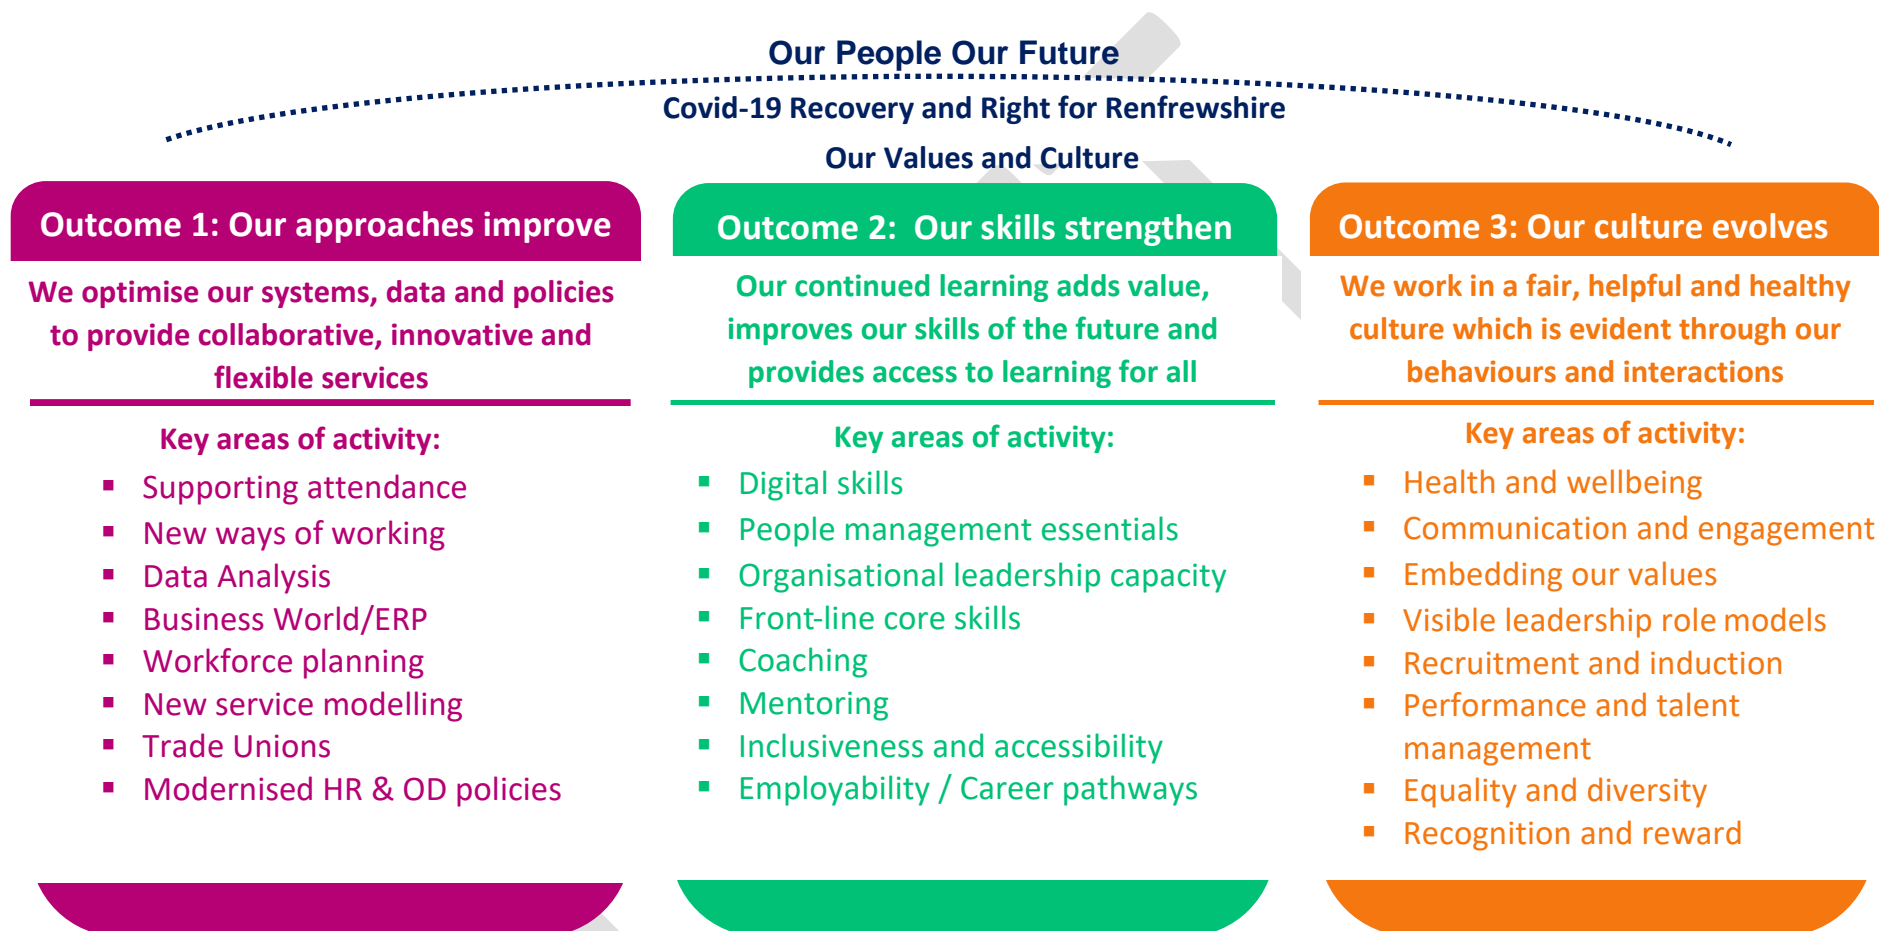 Our People Our Future
Covid-19 Recovery and Right for Renfrewshire
Our Values and Culture
Outcome 1: Our approaches improve
We optimise our systems, data and policies
to provide collaborative, innovative and
flexible services
Key areas of activity:
▪ Supporting attendance
▪ New ways of working
▪ Data Analysis
▪ Business World/ERP
▪ Workforce planning
▪ New service modelling
▪ Trade Unions
▪ Modernised HR & OD policies
Outcome 2: Our skills strengthen
Our continued learning adds value,
improves our skills of the future and
provides access to learning for all
Key areas of activity:
▪ Digital skills
▪ People management essentials
▪ Organisational leadership capacity
▪ Front-line core skills
▪ Coaching
▪ Mentoring
▪ Inclusiveness and accessibility
▪ Employability / Career pathways
Outcome 3: Our culture evolves
We work in a fair, helpful and healthy
culture which is evident through our
behaviours and interactions
Key areas of activity:
▪ Health and wellbeing
▪ Communication and engagement
▪ Embedding our values
▪ Visible leadership role models
▪ Recruitment and induction
▪ Performance and talent
management
▪ Equality and diversity
▪ Recognition and reward